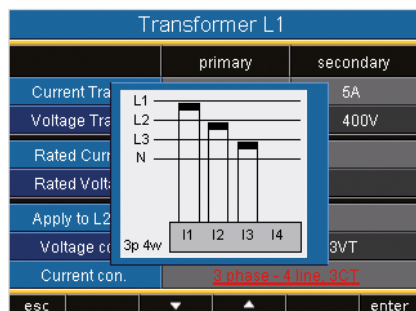 Transformer L1
primary secondary
Current Tra 5A
Voltage Tra 400V
Rated Curr
Rated Volt
Apply to L2
Voltage co 3VT
Current con. 3 phase - 4 line, 3CT
L1
L2
L3
N
3p 4w I1 I2 I3 I4
esc enter